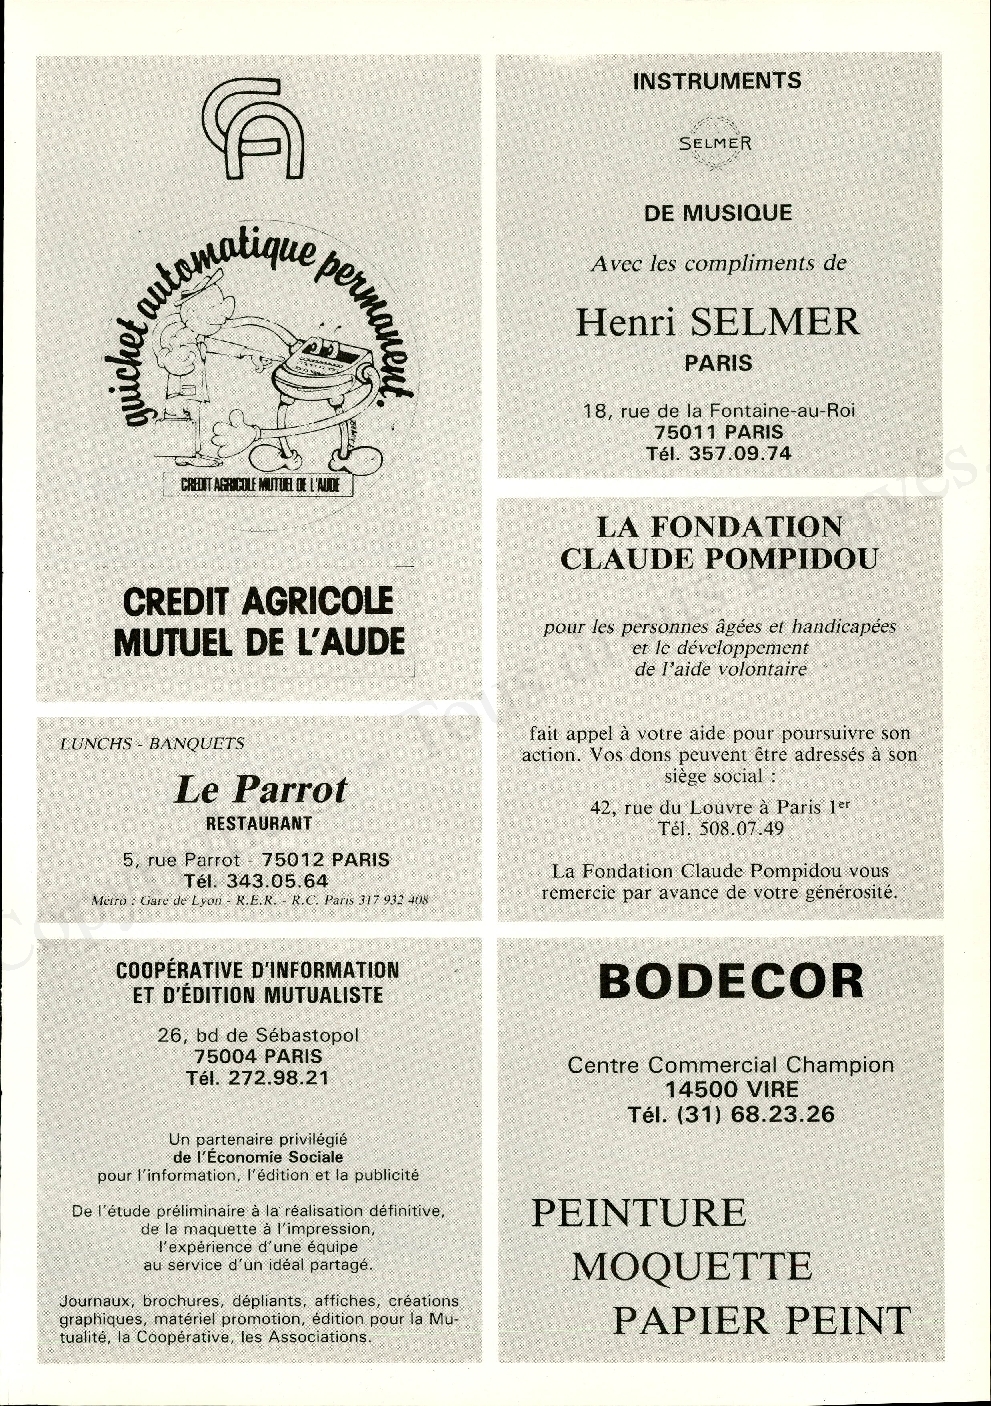 guichet automatique permanent.
CREDIT AGRICOLE MUTUEL DE L'AUDE
CREDIT AGRICOLE
MUTUEL DE L'AUDE
LUNCHS - BANQUETS
Le Parrot
RESTAURANT
5, rue Parrot - 75012 PARIS
Tél. 343.05.64
Métro : Gare de Lyon - R.E.R. - R.C. Paris 317 932 408
COOPÉRATIVE D'INFORMATION
ET D'ÉDITION MUTUALISTE
26, bd de Sébastopol
75004 PARIS
Tél. 272.98.21
Un partenaire privilégié
de l'Économie Sociale
pour l'information, l'édition et la publicité
De l'étude préliminaire à la réalisation définitive,
de la maquette à l'impression,
l'expérience d'une équipe
au service d'un idéal partagé.
Journaux, brochures, dépliants, affiches, créations
graphiques, matériel promotion, édition pour la Mu-
tualité, la Coopérative, les Associations.
INSTRUMENTS
SELMER
DE MUSIQUE
Avec les compliments de
Henri SELMER
PARIS
18, rue de la Fontaine-au-Roi
75011 PARIS
Tél. 357.09.74
LA FONDATION
CLAUDE POMPIDOU
pour les personnes âgées et handicapées
et le développement
de l'aide volontaire
fait appel à votre aide pour poursuivre son
action. Vos dons peuvent être adressés à son
siège social :
42, rue du Louvre à Paris 1er
Tél. 508.07.49
La Fondation Claude Pompidou vous
remercie par avance de votre générosité.
BODECOR
Centre Commercial Champion
14500 VIRE
Tél. (31) 68.23.26
PEINTURE
MOQUETTE
PAPIER PEINT